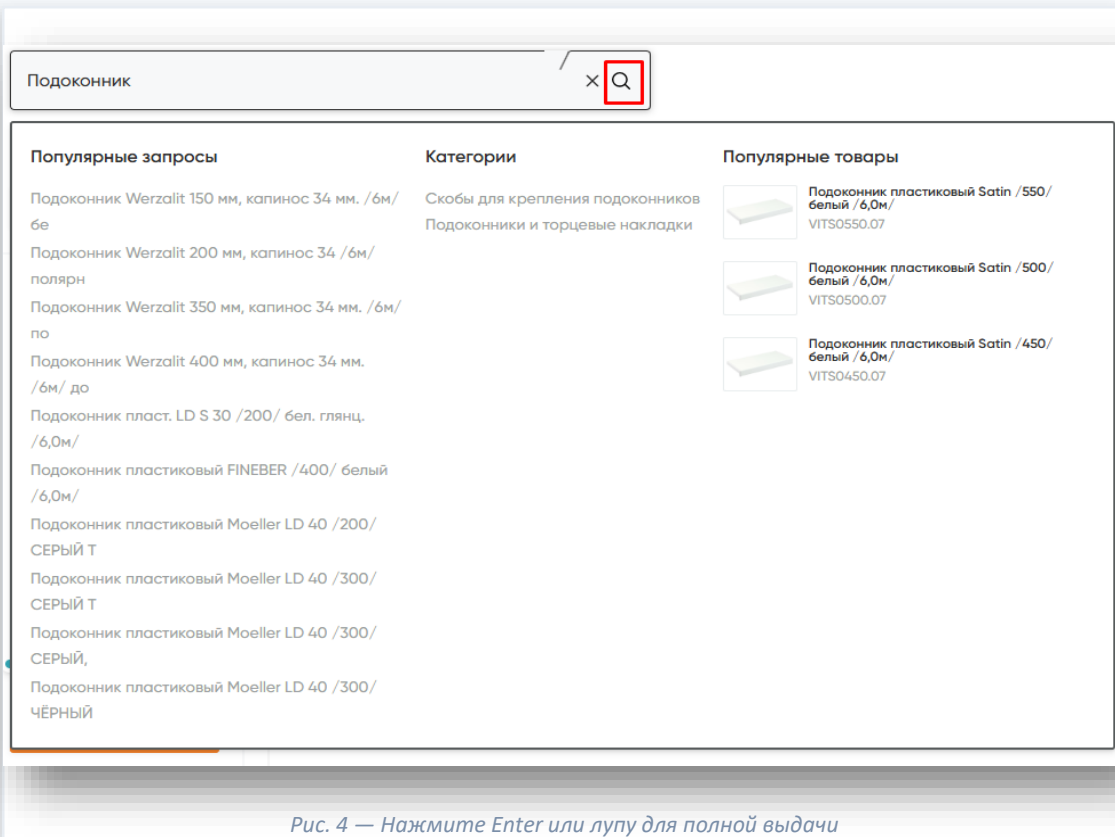 Подоконник
Популярные запросы
Подоконник Werzalit 150 мм, капинос 34 мм. /6м/
бе
Подоконник Werzalit 200 мм, капинос 34 /6м/
полярн
Подоконник Werzalit 350 мм, капинос 34 мм. /6м/
по
Подоконник Werzalit 400 мм, капинос 34 мм.
/6м/ до
Подоконник пласт. LD S 30 /200/ бел. глянц.
/6,0м/
Подоконник пластиковый FINEBER /400/ белый
/6,0м/
Подоконник пластиковый Moeller LD 40 /200/
СЕРЫЙ Т
Подоконник пластиковый Moeller LD 40 /300/
СЕРЫЙ Т
Подоконник пластиковый Moeller LD 40 /300/
СЕРЫЙ,
Подоконник пластиковый Moeller LD 40 /300/
ЧЁРНЫЙ
Категории
Скобы для крепления подоконников
Подоконники и торцевые накладки
Популярные товары
Подоконник пластиковый Satin /550/
белый /6,0м/
VITS0550.07
Подоконник пластиковый Satin /500/
белый /6,0м/
VITS0500.07
Подоконник пластиковый Satin /450/
белый /6,0м/
VITS0450.07
Рис. 4 — Нажмите Enter или лупу для полной выдачи